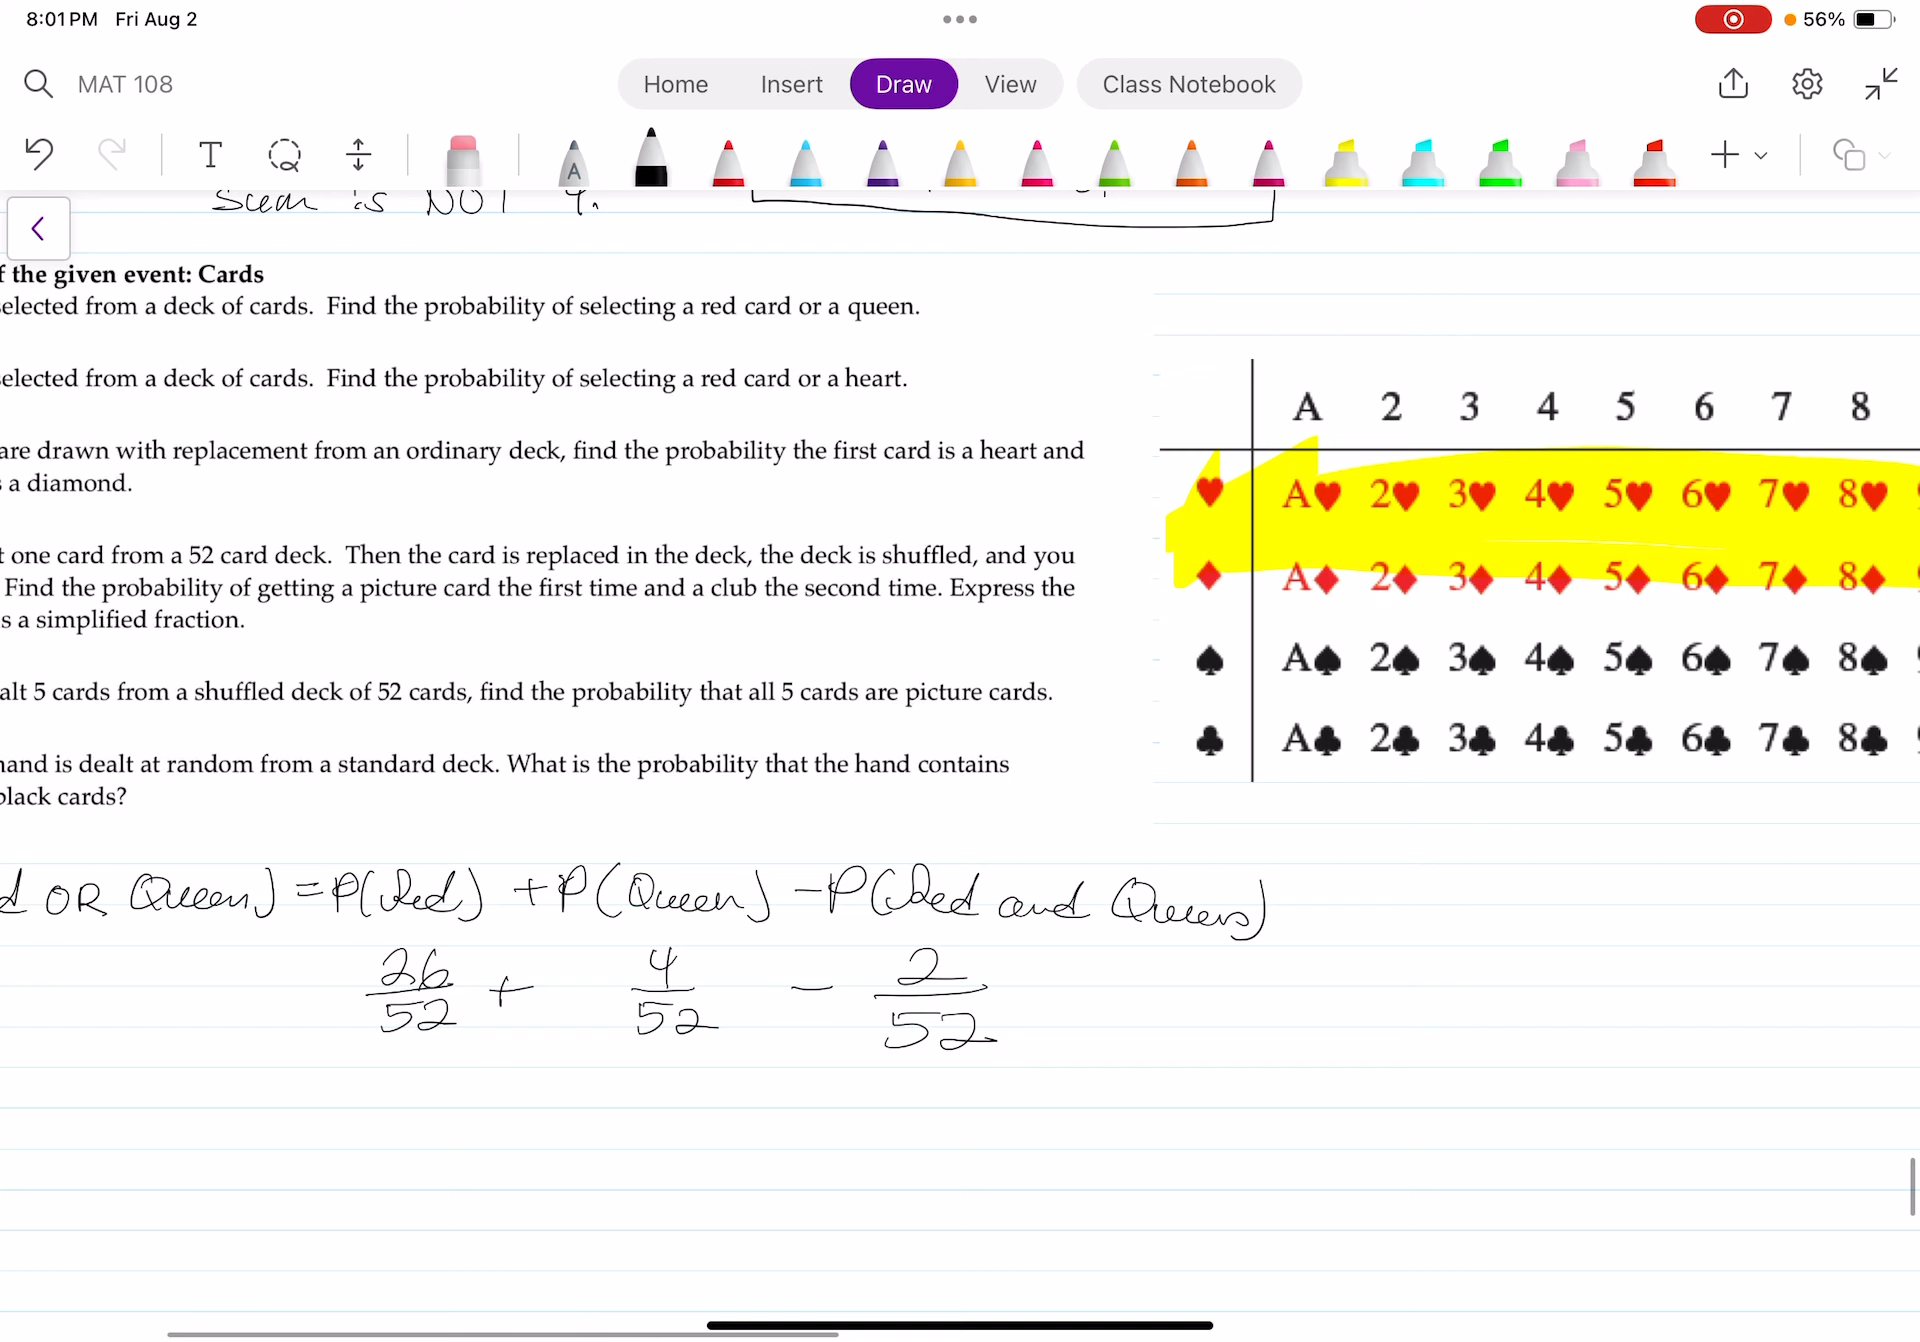 8:01 PM Fri Aug 2
56%
MAT 108
Home Insert Draw View Class Notebook
T
A
is NOT 4.
f the given event: Cards
selected from a deck of cards. Find the probability of selecting a red card or a queen.
selected from a deck of cards. Find the probability of selecting a red card or a heart.
are drawn with replacement from an ordinary deck, find the probability the first card is a heart and
s a diamond.
t one card from a 52 card deck. Then the card is replaced in the deck, the deck is shuffled, and you
Find the probability of getting a picture card the first time and a club the second time. Express the
s a simplified fraction.
alt 5 cards from a shuffled deck of 52 cards, find the probability that all 5 cards are picture cards.
hand is dealt at random from a standard deck. What is the probability that the hand contains
black cards?
A 2 3 4 5 6 7 8
♥ A♥ 2♥ 3♥ 4♥ 5♥ 6♥ 7♥ 8♥
♦ A♦ 2♦ 3♦ 4♦ 5♦ 6♦ 7♦ 8♦
♠ A♠ 2♠ 3♠ 4♠ 5♠ 6♠ 7♠ 8♠
♣ A♣ 2♣ 3♣ 4♣ 5♣ 6♣ 7♣ 8♣
d OR Queen) = P(Red) + P(Queen) - P(Red and Queens)
26/52 + 4/52 - 2/52